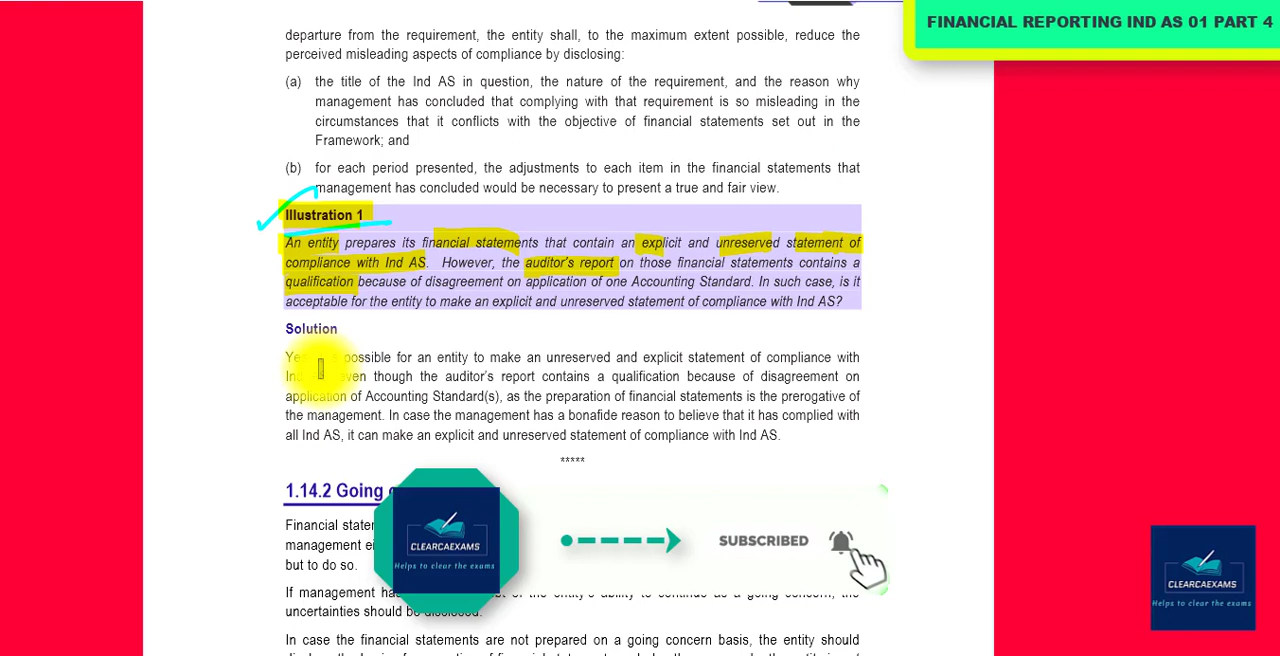 FINANCIAL REPORTING IND AS 01 PART 4
departure from the requirement, the entity shall, to the maximum extent possible, reduce the
perceived misleading aspects of compliance by disclosing:
(a) the title of the Ind AS in question, the nature of the requirement, and the reason why
management has concluded that complying with that requirement is so misleading in the
circumstances that it conflicts with the objective of financial statements set out in the
Framework; and
(b) for each period presented, the adjustments to each item in the financial statements that
management has concluded would be necessary to present a true and fair view.
Illustration 1
An entity prepares its financial statements that contain an explicit and unreserved statement of
compliance with Ind AS. However, the auditor's report on those financial statements contains a
qualification because of disagreement on application of one Accounting Standard. In such case, is it
acceptable for the entity to make an explicit and unreserved statement of compliance with Ind AS?
Solution
possible for an entity to make an unreserved and explicit statement of compliance with
even though the auditor's report contains a qualification because of disagreement on
application of Accounting Standard(s), as the preparation of financial statements is the prerogative of
the management. In case the management has a bonafide reason to believe that it has complied with
all Ind AS, it can make an explicit and unreserved statement of compliance with Ind AS.
*****
1.14.2 Going
Financial
management
but to do so.
If management of the entity's ability to continue as a going concern, the
uncertainties should be disclosed.
In case the financial statements are not prepared on a going concern basis, the entity should
CLEARCAEXAMS
Helps to clear the exams
SUBSCRIBED
CLEARCAEXAMS
Helps to clear the exams